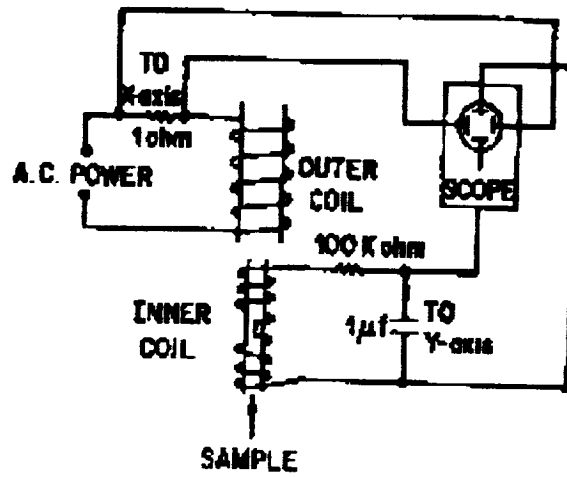 TO
X-axis
1 ohm
A.C. POWER
OUTER
COIL
SCOPE
100 K ohm
INNER
COIL
1μf
TO
Y-axis
SAMPLE